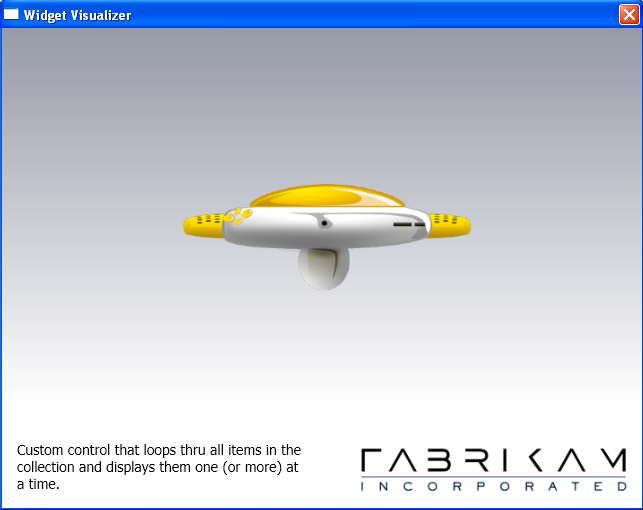 Widget Visualizer
Custom control that loops thru all items in the
collection and displays them one (or more) at
a time.
FABRIKAM
INCORPORATED